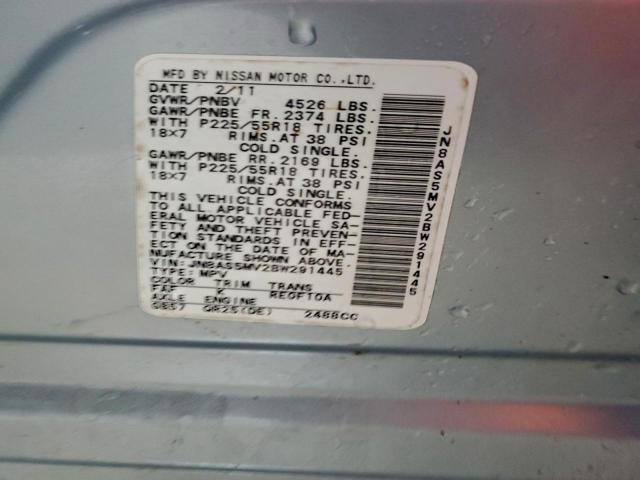 MFD BY NISSAN MOTOR CO.,LTD.
DATE 2/11
GVWR/PNBV 4526 LBS.
GAWR/PNBE FR. 2374 LBS.
WITH P225/55R18 TIRES.
18X7 RIMS.AT 38 PSI
COLD SINGLE.
GAWR/PNBE RR. 2169 LBS.
WITH P225/55R18 TIRES.
18X7 RIMS.AT 38 PSI
COLD SINGLE.
THIS VEHICLE CONFORMS
TO ALL APPLICABLE FED-
ERAL MOTOR VEHICLE SA-
FETY AND THEFT PREVEN-
TION STANDARDS IN EFF-
ECT ON THE DATE OF MA-
NUFACTURE SHOWN ABOVE.
VIN:JN8AS5MV2BW291445
TYPE:MPV
COLOR TRIM TRANS
FAF K RE0F10A
AXLE ENGINE
GB57 QR25(DE) 2488CC
JN8AS5MV2BW291445